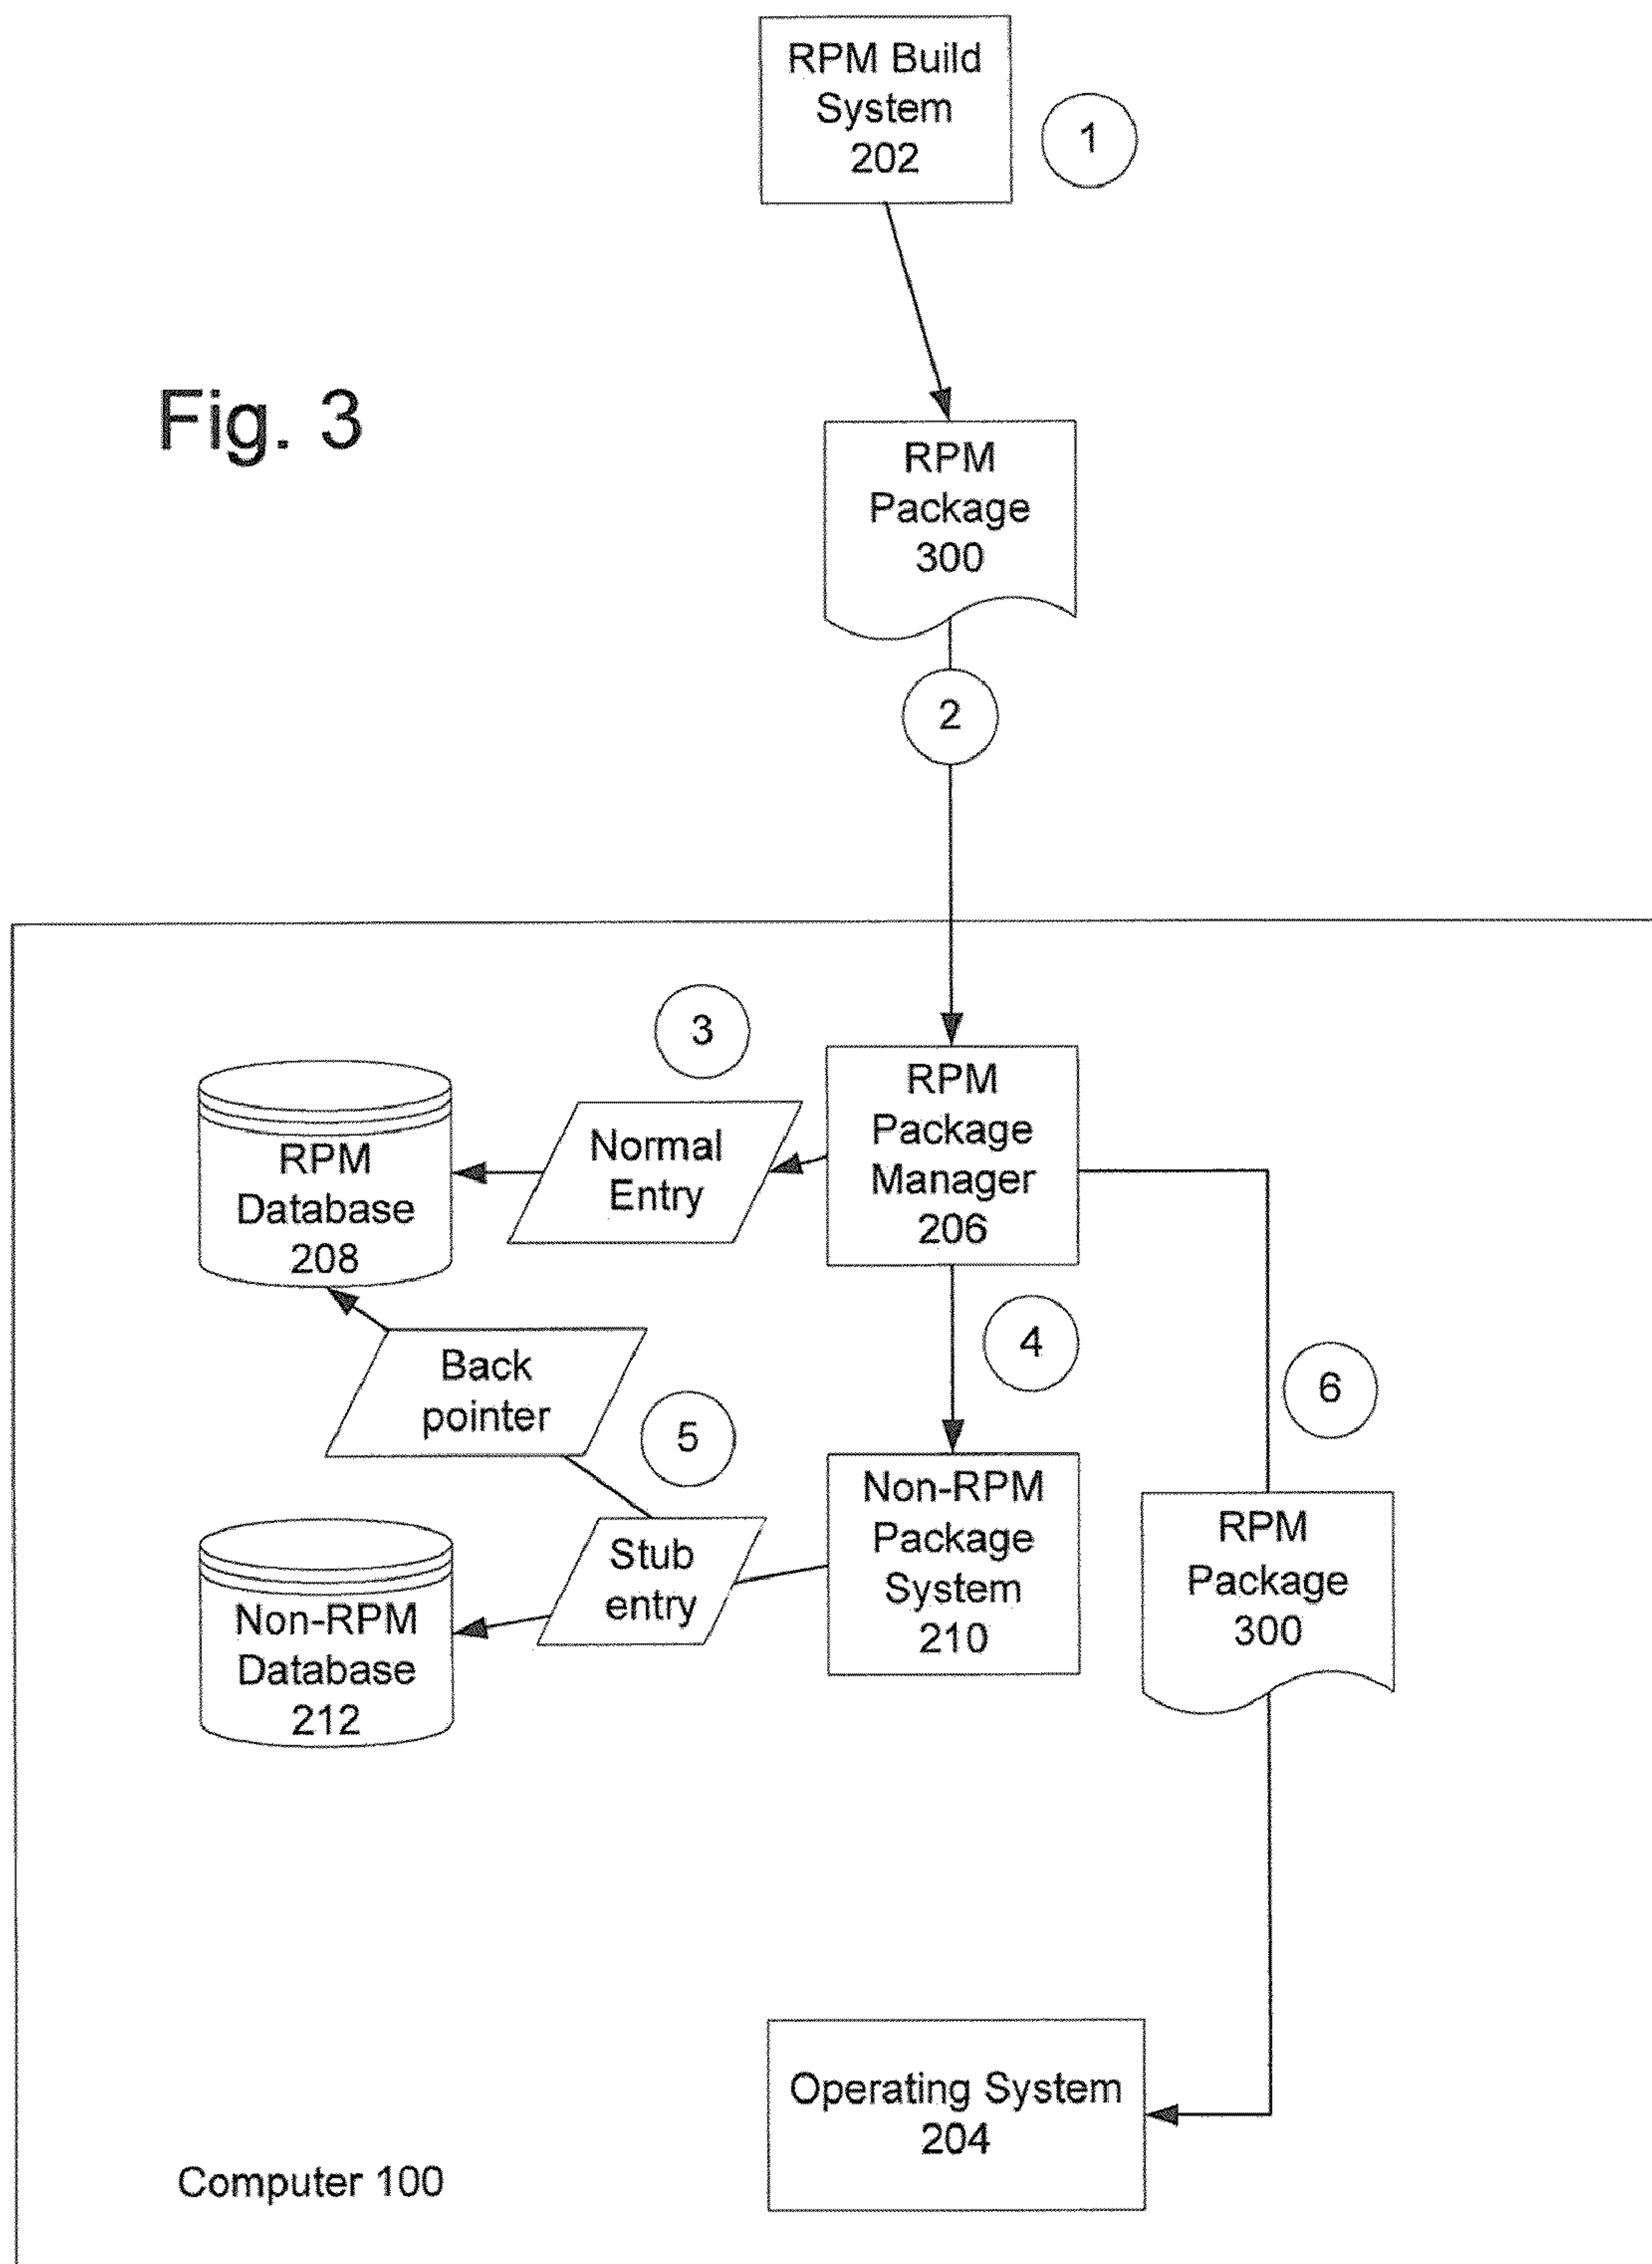 RPM Build
System
202
1
Fig. 3
RPM
Package
300
2
3
RPM
Database
208
Normal
Entry
RPM
Package
Manager
206
4
6
Back
pointer
5
Non-RPM
Database
212
Stub
entry
Non-RPM
Package
System
210
RPM
Package
300
Operating System
204
Computer 100